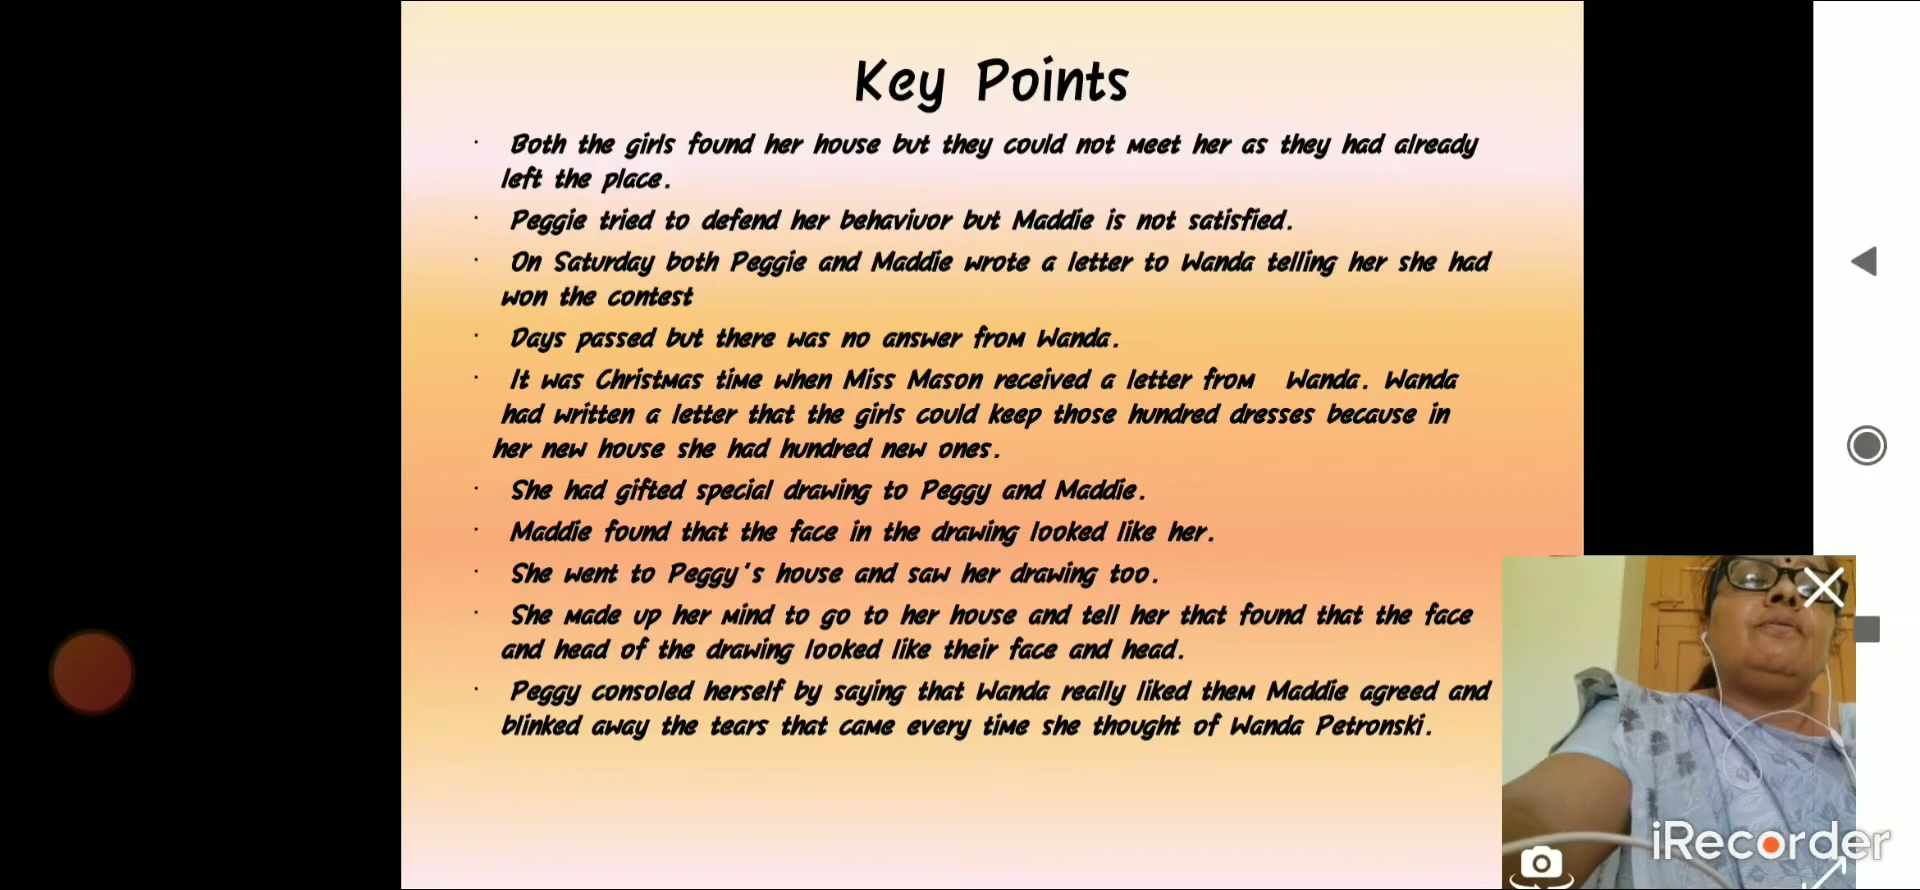 Key Points
· Both the girls found her house but they could not meet her as they had already
left the place.
· Peggie tried to defend her behaviuor but Maddie is not satisfied.
· On Saturday both Peggie and Maddie wrote a letter to Wanda telling her she had
won the contest
· Days passed but there was no answer from Wanda.
· It was Christmas time when Miss Mason received a letter from Wanda. Wanda
had written a letter that the girls could keep those hundred dresses because in
her new house she had hundred new ones.
· She had gifted special drawing to Peggy and Maddie.
· Maddie found that the face in the drawing looked like her.
· She went to Peggy's house and saw her drawing too.
· She made up her mind to go to her house and tell her that found that the face
and head of the drawing looked like their face and head.
· Peggy consoled herself by saying that Wanda really liked them Maddie agreed and
blinked away the tears that came every time she thought of Wanda Petronski.
iRecorder